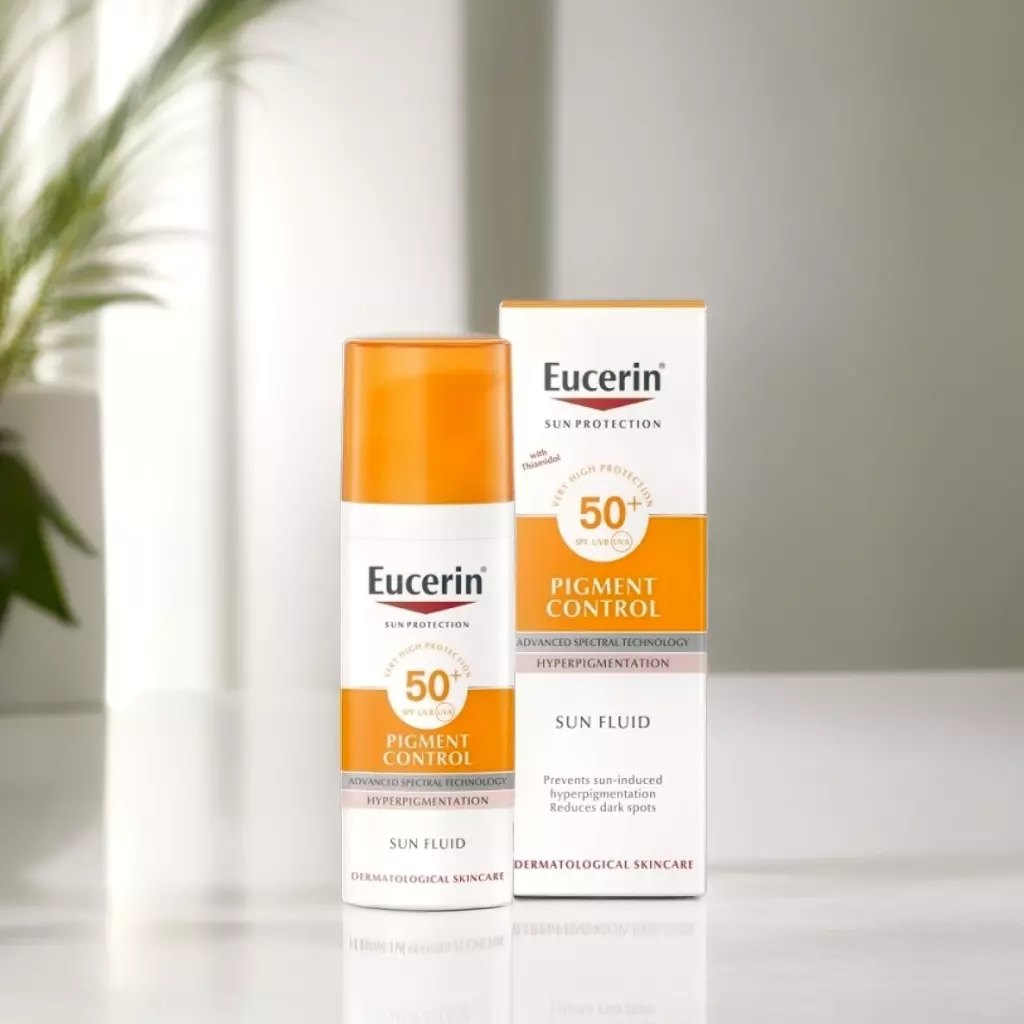 Eucerin®
SUN PROTECTION
VERY HIGH PROTECTION
50+
SPF UVB UVA
PIGMENT
CONTROL
ADVANCED SPECTRAL TECHNOLOGY
HYPERPIGMENTATION
SUN FLUID
DERMATOLOGICAL SKINCARE
Eucerin®
SUN PROTECTION
with
Thiamidol
VERY HIGH PROTECTION
50+
SPF UVB UVA
PIGMENT
CONTROL
ADVANCED SPECTRAL TECHNOLOGY
HYPERPIGMENTATION
SUN FLUID
Prevents sun-induced
hyperpigmentation
Reduces dark spots
DERMATOLOGICAL SKINCARE